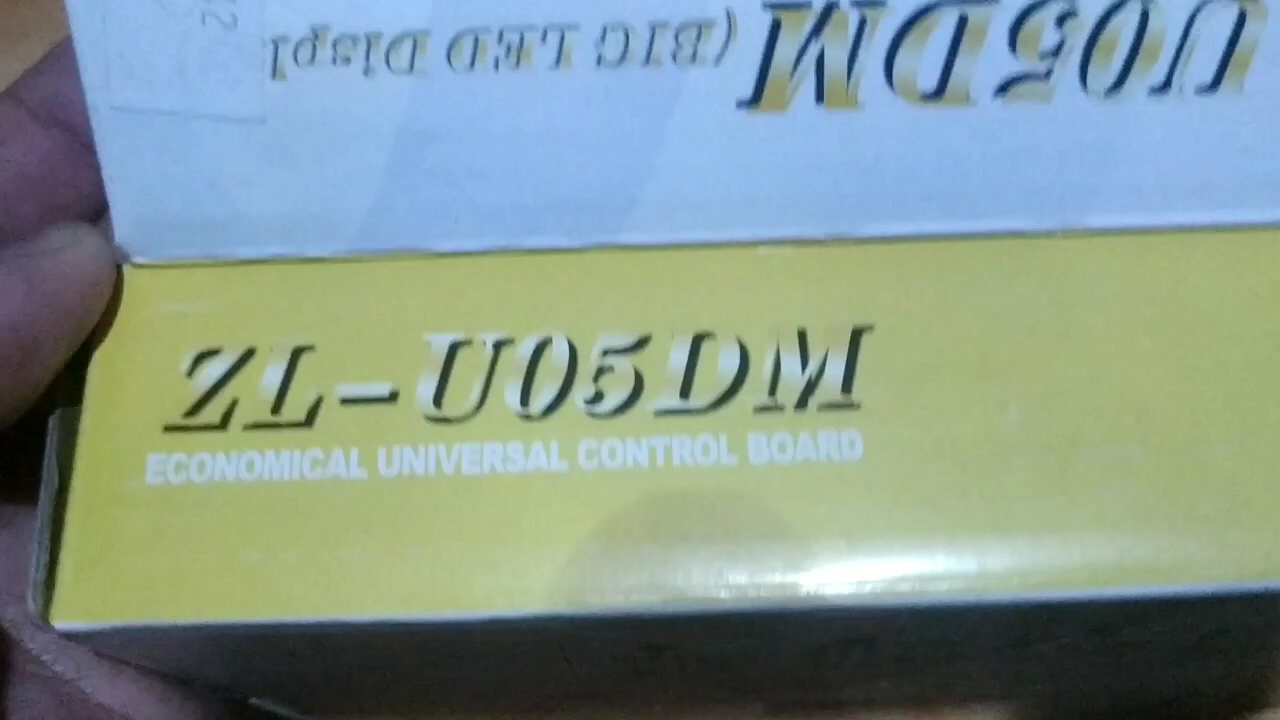 U05DM (BIG LED Displ
ZL-U05DM
ECONOMICAL UNIVERSAL CONTROL BOARD